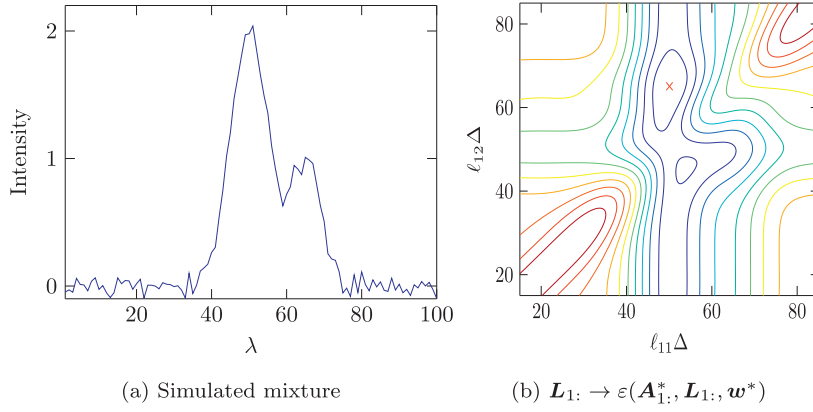 2
1
0
Intensity
0
20
40
60
80
100
λ
(a) Simulated mixture
80
60
40
20
ℓ₁₂Δ
20
40
60
80
ℓ₁₁Δ
(b) L₁: → ε(A*₁:, L₁:, w*)